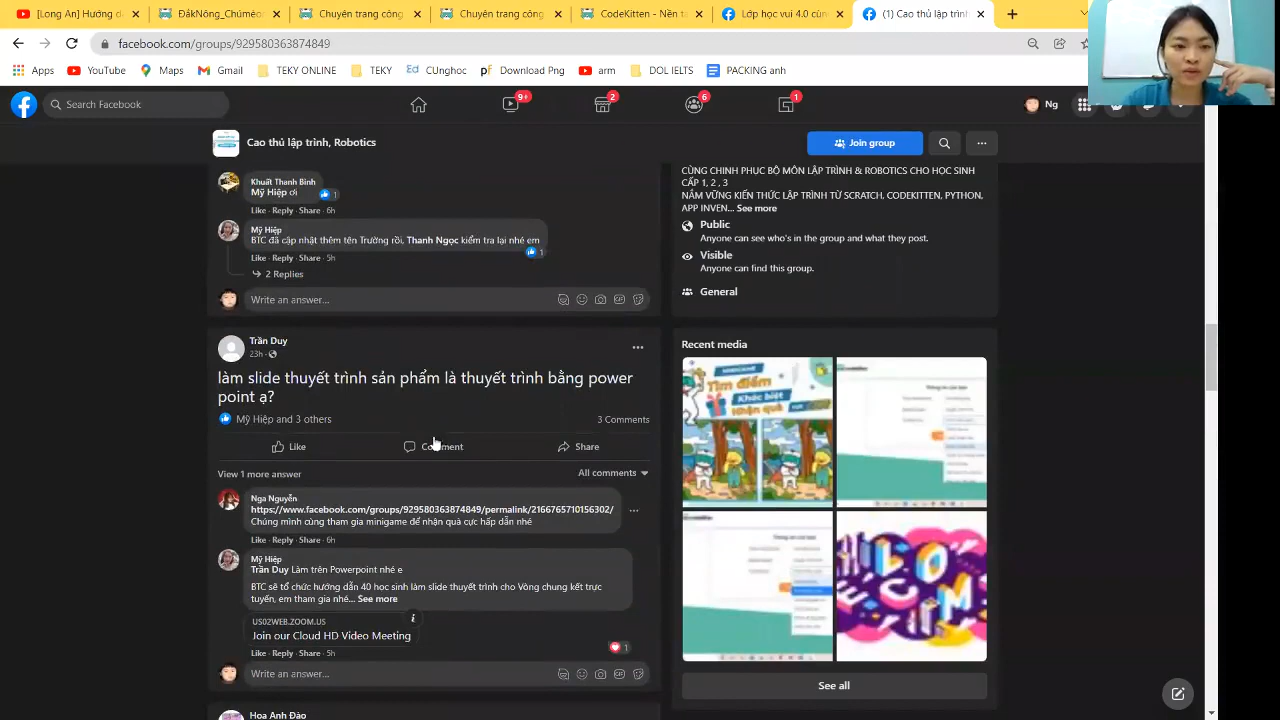 [Long An] Hướng dẫ
ĐắkNông_Chúméo
Chuyên trang công
Chuyên trang công
CodeKitten - Nền t
Lớp học vui 4.0 cùn
(1) Cao thủ lập trình
facebook.com/groups/929580363874849
Apps
YouTube
Maps
Gmail
TEKY ONLINE
TEKY
CUnghoc
Download Png
arm
DOL IELTS
PACKING anh
Search Facebook
9+
2
6
1
Ng
Cao thủ lập trình, Robotics
Join group
Khuất Thanh Bình
Mỹ Hiệp ơi
1
Like · Reply · Share · 6h
Mỹ Hiệp
BTC đã cập nhật thêm tên Trường rồi, Thanh Ngọc kiểm tra lại nhé em
1
Like · Reply · Share · 5h
2 Replies
Write an answer...
Trần Duy
23h ·
làm slide thuyết trình sản phẩm là thuyết trình bằng power
point ạ?
Mỹ Hiệp and 3 others
3 Comments
Like
Comment
Share
View 1 more answer
All comments
Nga Nguyễn
www.facebook.com/groups/929580363874849/permalink/2169416571015630​2/
Chúng mình cùng tham gia minigame để nhận quà cực hấp dẫn nhé
Like · Reply · Share · 6h
Mỹ Hiệp
Trần Duy Làm trên Powerpoint nhé e
BTC sẽ tổ chức hướng dẫn đội mèo xanh làm slide thuyết trình cho Vòng chung kết trực
tuyến, em tham gia nhé... See more
US02WEB.ZOOM.US
Join our Cloud HD Video Meeting
1
Like · Reply · Share · 5h
Write an answer...
Hoa Anh Đào
CÙNG CHINH PHỤC BỘ MÔN LẬP TRÌNH & ROBOTICS CHO HỌC SINH
CẤP 1, 2 , 3
NẮM VỮNG KIẾN THỨC LẬP TRÌNH TỪ SCRATCH, CODEKITTEN, PYTHON,
APP INVEN... See more
Public
Anyone can see who's in the group and what they post.
Visible
Anyone can find this group.
General
Recent media
Tìm điểm
Khác biệt
See all